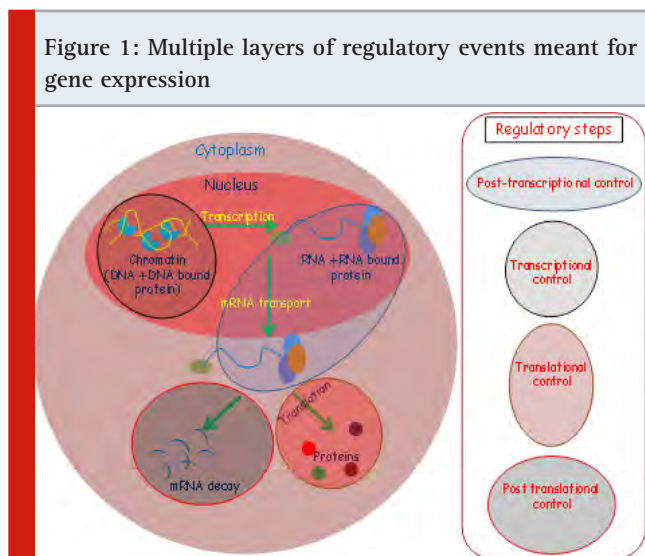 Figure 1: Multiple layers of regulatory events meant for
gene expression
Cytoplasm
Nucleus
Transcription
Chromatin
(DNA +DNA bound
protein)
RNA +RNA bound
protein
mRNA transport
Translation
Proteins
mRNA decay
Regulatory steps
Post-transcriptional control
Transcriptional
control
Translational
control
Post translational
control